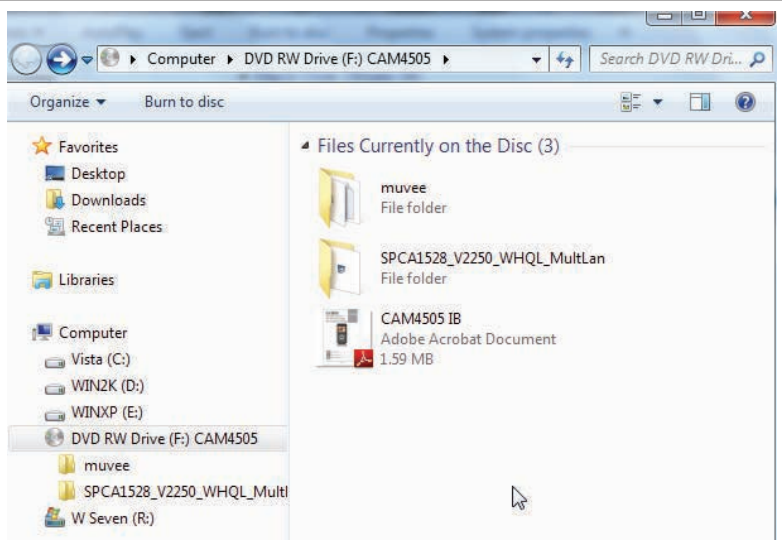 Computer ▸ DVD RW Drive (F:) CAM4505 ▸
Search DVD RW Dri...
Organize ▾ Burn to disc
Favorites
Desktop
Downloads
Recent Places
Libraries
Computer
Vista (C:)
WIN2K (D:)
WINXP (E:)
DVD RW Drive (F:) CAM4505
muvee
SPCA1528_V2250_WHQL_Multl
W Seven (R:)
Files Currently on the Disc (3)
muvee
File folder
SPCA1528_V2250_WHQL_MultLan
File folder
CAM4505 IB
Adobe Acrobat Document
1.59 MB